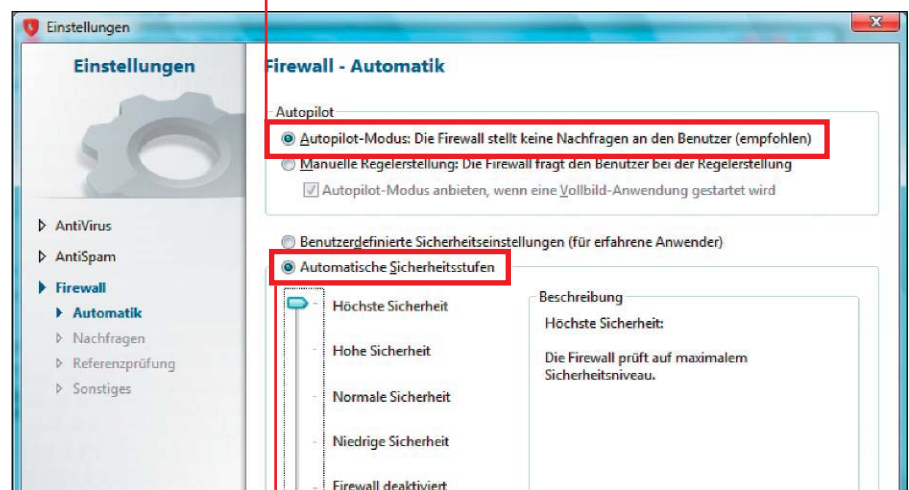 Einstellungen
Einstellungen
AntiVirus
AntiSpam
Firewall
Automatik
Nachfragen
Referenzprüfung
Sonstiges
Firewall - Automatik
Autopilot
Autopilot-Modus: Die Firewall stellt keine Nachfragen an den Benutzer (empfohlen)
Manuelle Regelerstellung: Die Firewall fragt den Benutzer bei der Regelerstellung
Autopilot-Modus anbieten, wenn eine Vollbild-Anwendung gestartet wird
Benutzerdefinierte Sicherheitseinstellungen (für erfahrene Anwender)
Automatische Sicherheitsstufen
Höchste Sicherheit
Hohe Sicherheit
Normale Sicherheit
Niedrige Sicherheit
Firewall deaktiviert
Beschreibung
Höchste Sicherheit:
Die Firewall prüft auf maximalem
Sicherheitsniveau.